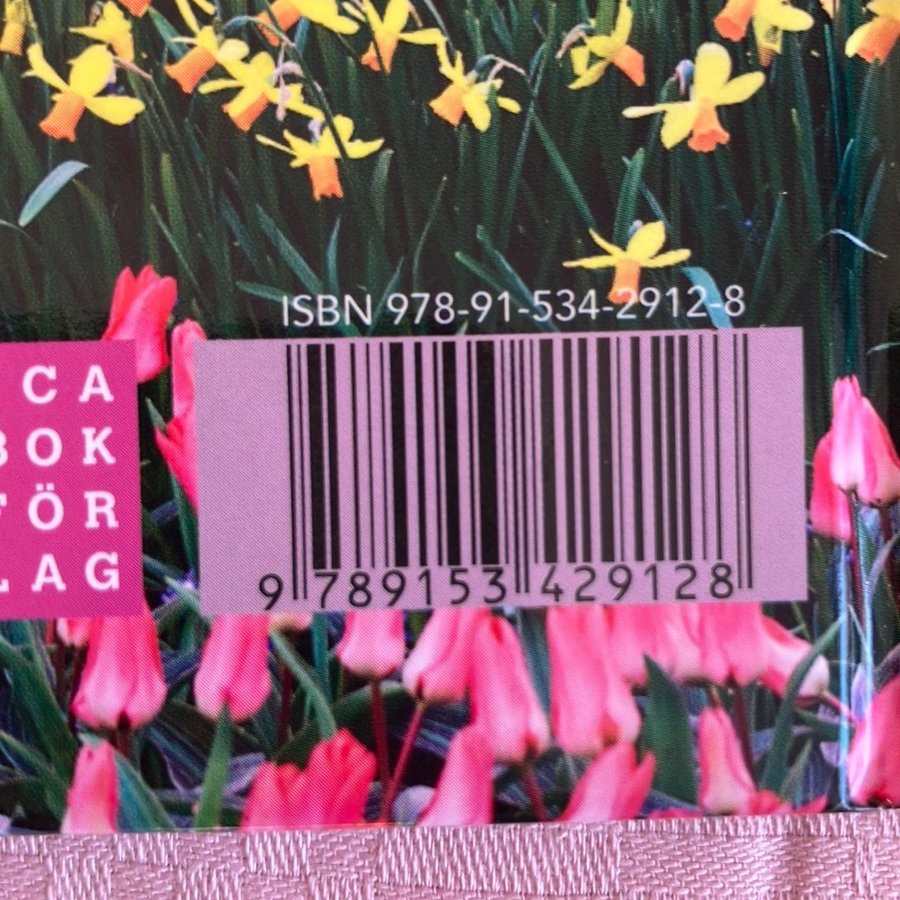 ISBN 978-91-534-2912-8
CA
BOK
FÖR
LAG
9 789153 429128